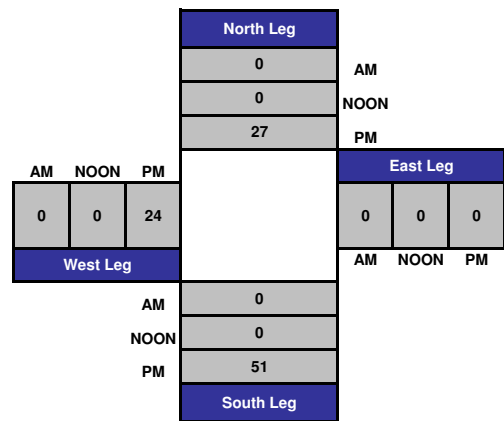 North Leg
0 AM
0 NOON
27 PM
AM NOON PM East Leg
0 0 24 0 0 0
West Leg AM NOON PM
AM 0
NOON 0
PM 51
South Leg